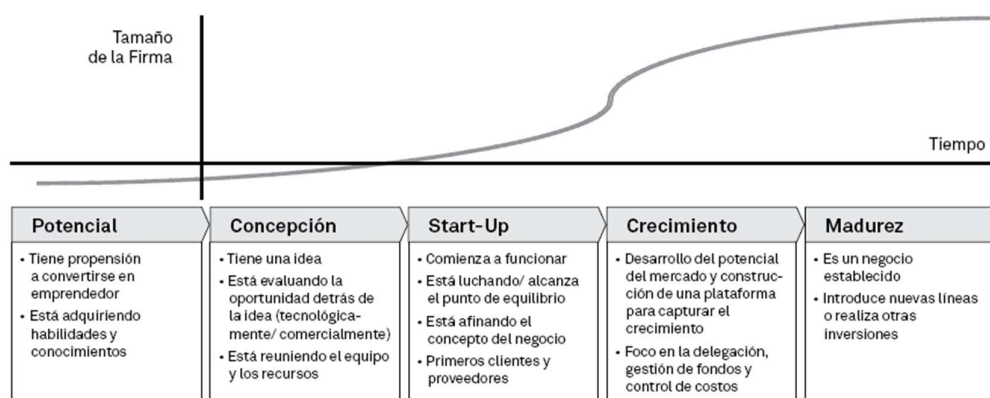 Tamaño
de la Firma
Tiempo
Potencial
• Tiene propensión
a convertirse en
emprendedor
• Está adquiriendo
habilidades y
conocimientos
Concepción
• Tiene una idea
• Está evaluando la
oportunidad detrás de
la idea (tecnológica-
mente/ comercialmente)
• Está reuniendo el equipo
y los recursos
Start-Up
• Comienza a funcionar
• Está luchando/ alcanza
el punto de equilibrio
• Está afinando el
concepto del negocio
• Primeros clientes y
proveedores
Crecimiento
• Desarrollo del potencial
del mercado y construc-
ción de una plataforma
para capturar el
crecimiento
• Foco en la delegación,
gestión de fondos y
control de costos
Madurez
• Es un negocio
establecido
• Introduce nuevas líneas
o realiza otras
inversiones